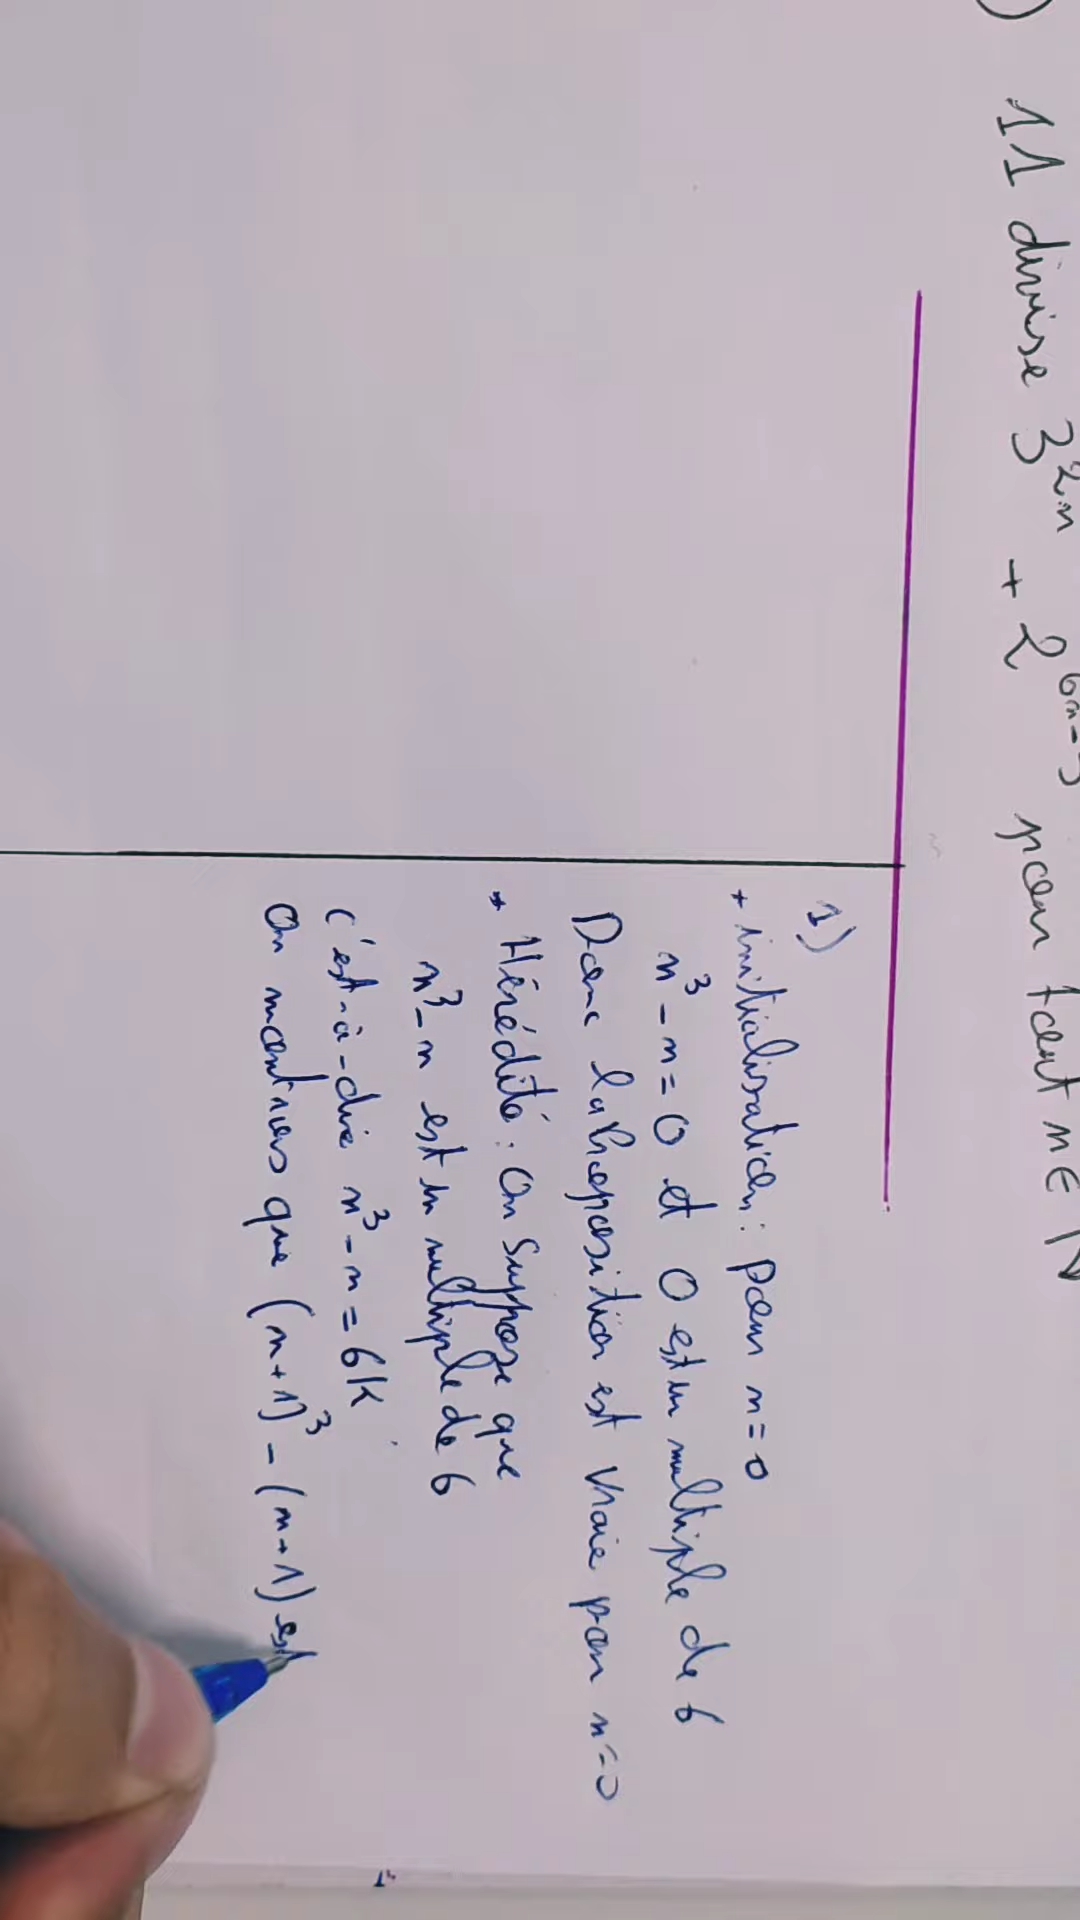 ) 11 divise 3^2n + 2^6n-5 pour tout n∈ N
1)
+ initialisation : pour n=0
n³-n=0 et 0 est un multiple de 6
Donc la Proposition est vraie pour n=0
* Hérédité : On Suppose que
n³-n est un multiple de 6
C'est-à-dire n³-n=6k
On montrons que (n+1)³-(n+1) est